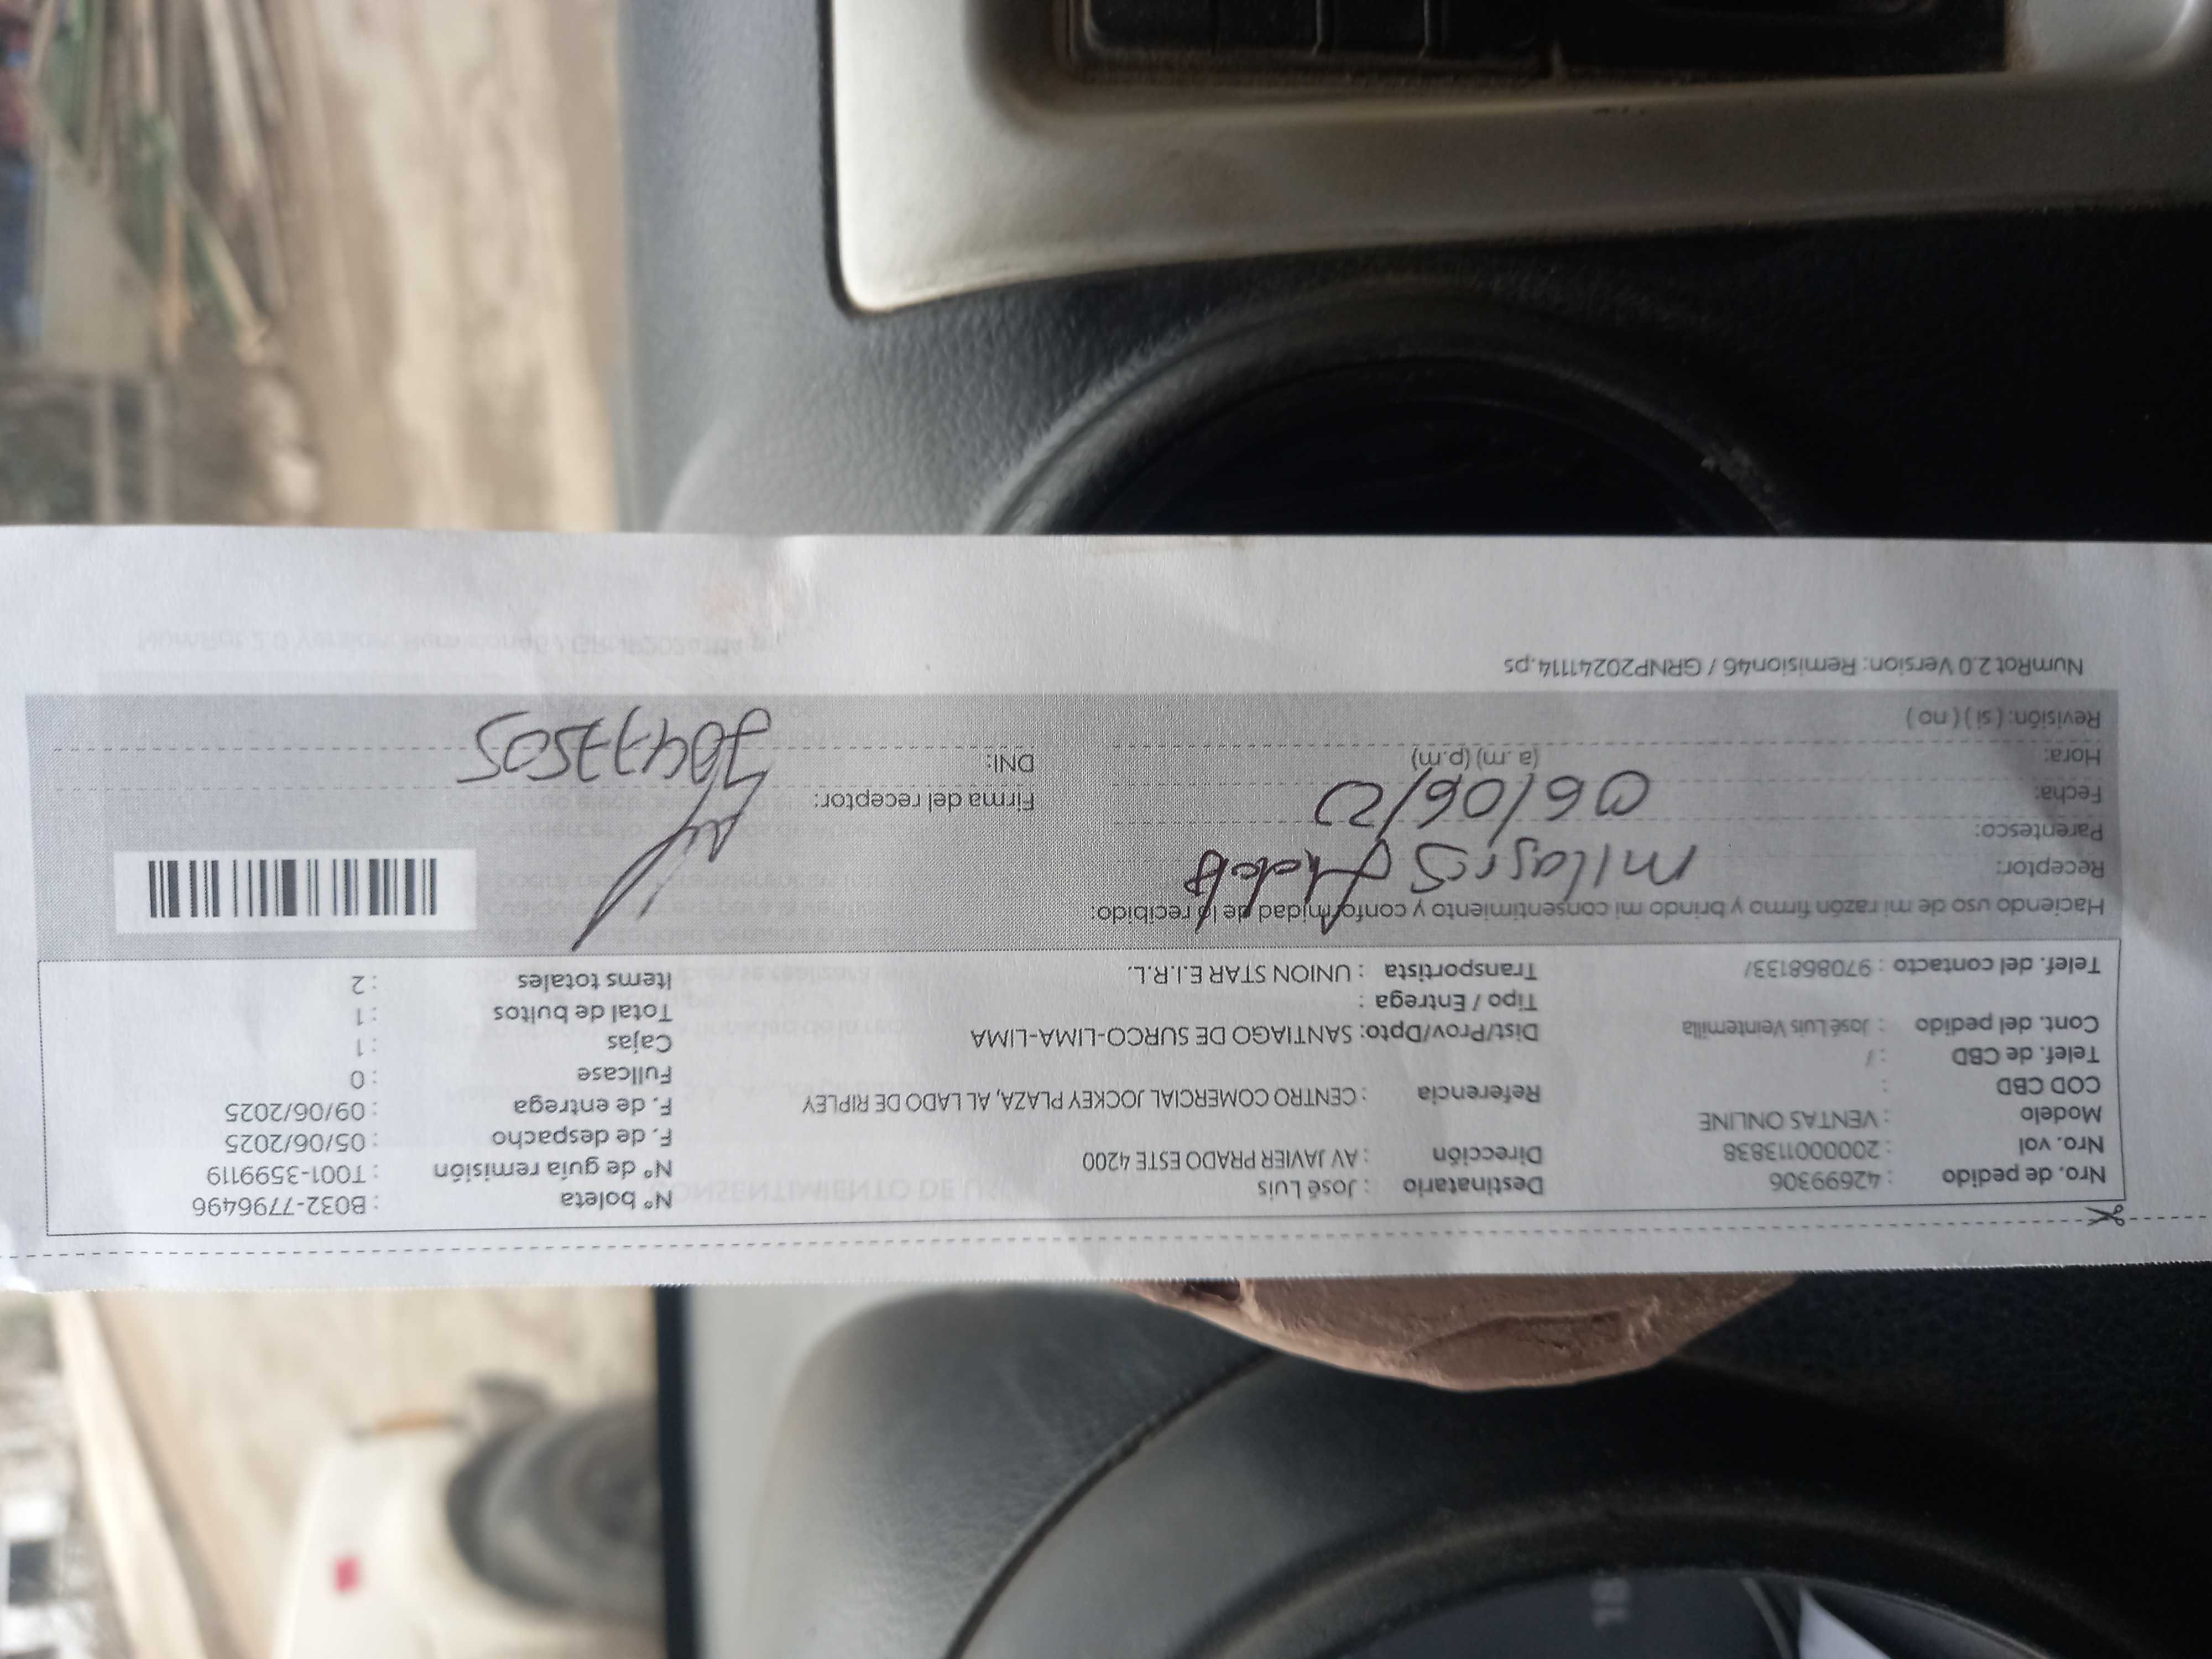 Nro. de pedido : 42699306 Destinatario : José Luis N° boleta : B032-7796496
Nro. vol : 200000113838 Dirección : AV JAVIER PRADO ESTE 4200 N° de guía remisión : T001-3599119
Modelo : VENTAS ONLINE F. de despacho : 05/06/2025
COD CBD : Referencia : CENTRO COMERCIAL JOCKEY PLAZA, AL LADO DE RIPLEY F. de entrega : 09/06/2025
Telef. de CBD : / Fullcase : 0
Cont. del pedido : José Luis Veintemilla Dist/Prov/Dpto: SANTIAGO DE SURCO-LIMA-LIMA Cajas : 1
Tipo / Entrega : Total de bultos : 1
Telef. del contacto : 970868133/ Transportista : UNION STAR E.I.R.L. Items totales : 2
Haciendo uso de mi razón firmo y brindo mi consentimiento y conformidad de lo recibido:
Receptor: Milagros
Parentesco:
Fecha: 06/06/25 Firma del receptor:
Hora: (a .m) (p.m) DNI: 70477505
Revisión: ( si ) ( no )
NumRot 2.0 Version: Remision46 / GRNP20241114.ps